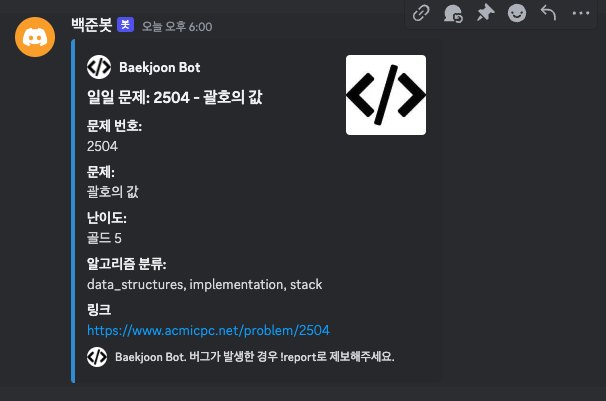 백준봇 봇 오늘 오후 6:00
Baekjoon Bot
일일 문제: 2504 - 괄호의 값
문제 번호:
2504
문제:
괄호의 값
난이도:
골드 5
알고리즘 분류:
data_structures, implementation, stack
링크
https://www.acmicpc.net/problem/2504
Baekjoon Bot. 버그가 발생한 경우 !report로 제보해주세요.